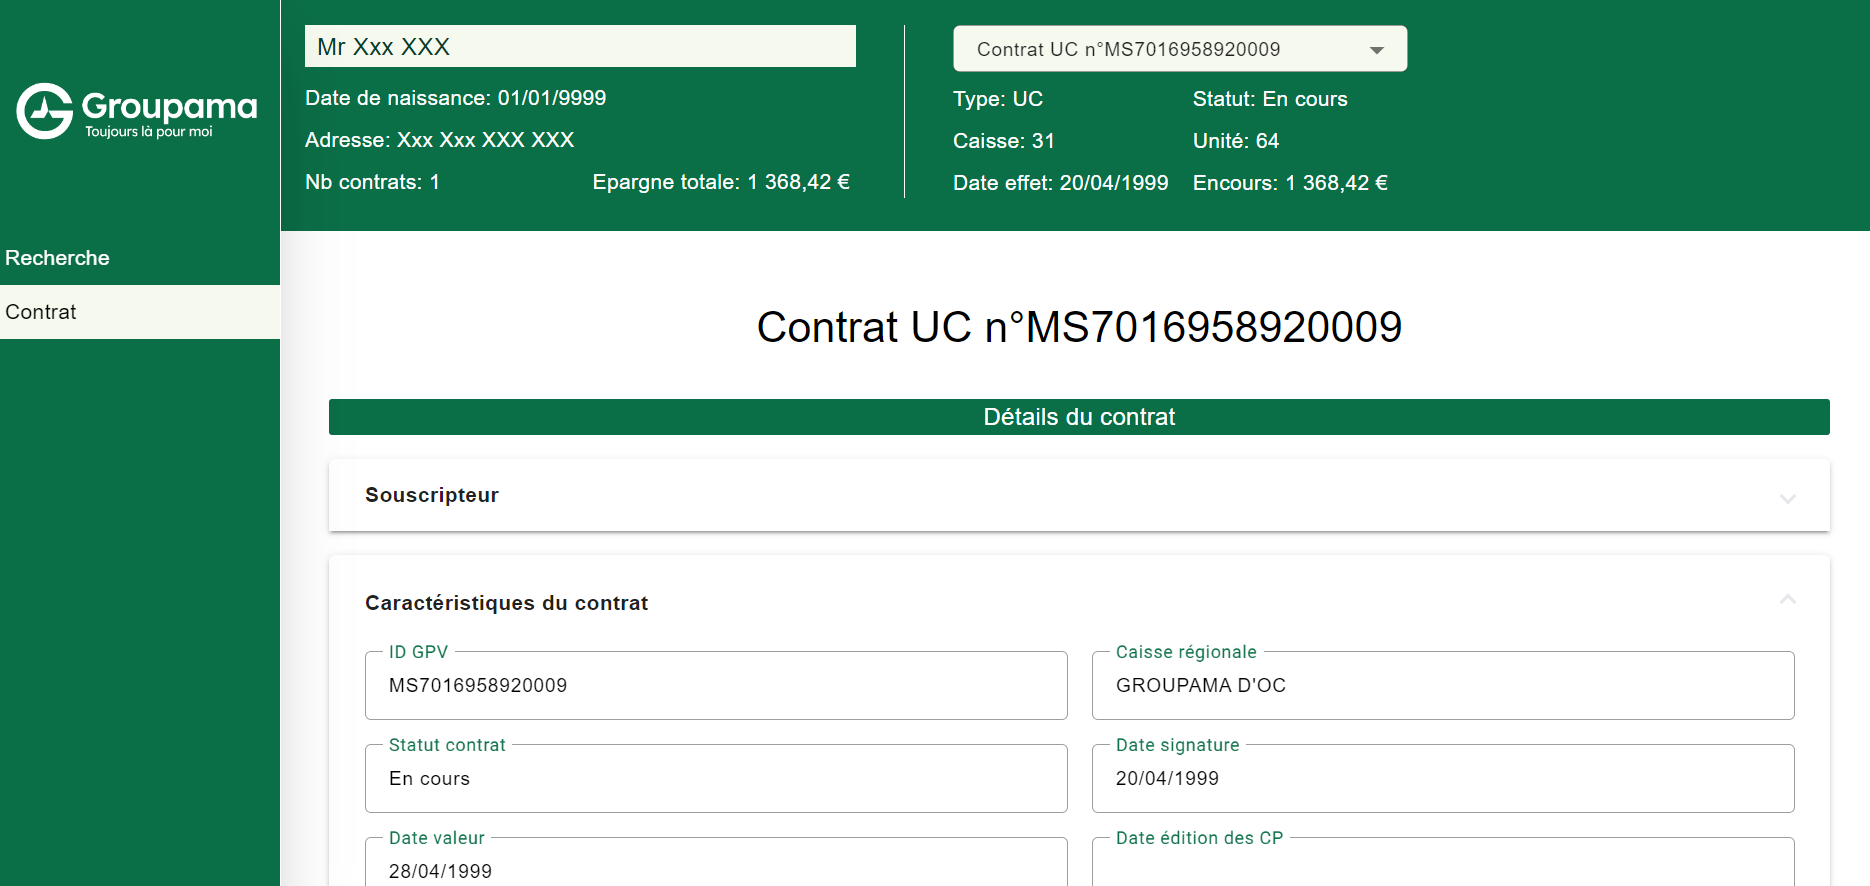 Groupama
Toujours là pour moi
Recherche
Contrat
Mr Xxx XXX
Date de naissance: 01/01/9999
Adresse: Xxx Xxx XXX XXX
Nb contrats: 1
Epargne totale: 1 368,42 €
Contrat UC n°MS7016958920009
Type: UC
Statut: En cours
Caisse: 31
Unité: 64
Date effet: 20/04/1999
Encours: 1 368,42 €
Contrat UC n°MS7016958920009
Détails du contrat
Souscripteur
Caractéristiques du contrat
ID GPV
MS7016958920009
Caisse régionale
GROUPAMA D'OC
Statut contrat
En cours
Date signature
20/04/1999
Date valeur
28/04/1999
Date édition des CP